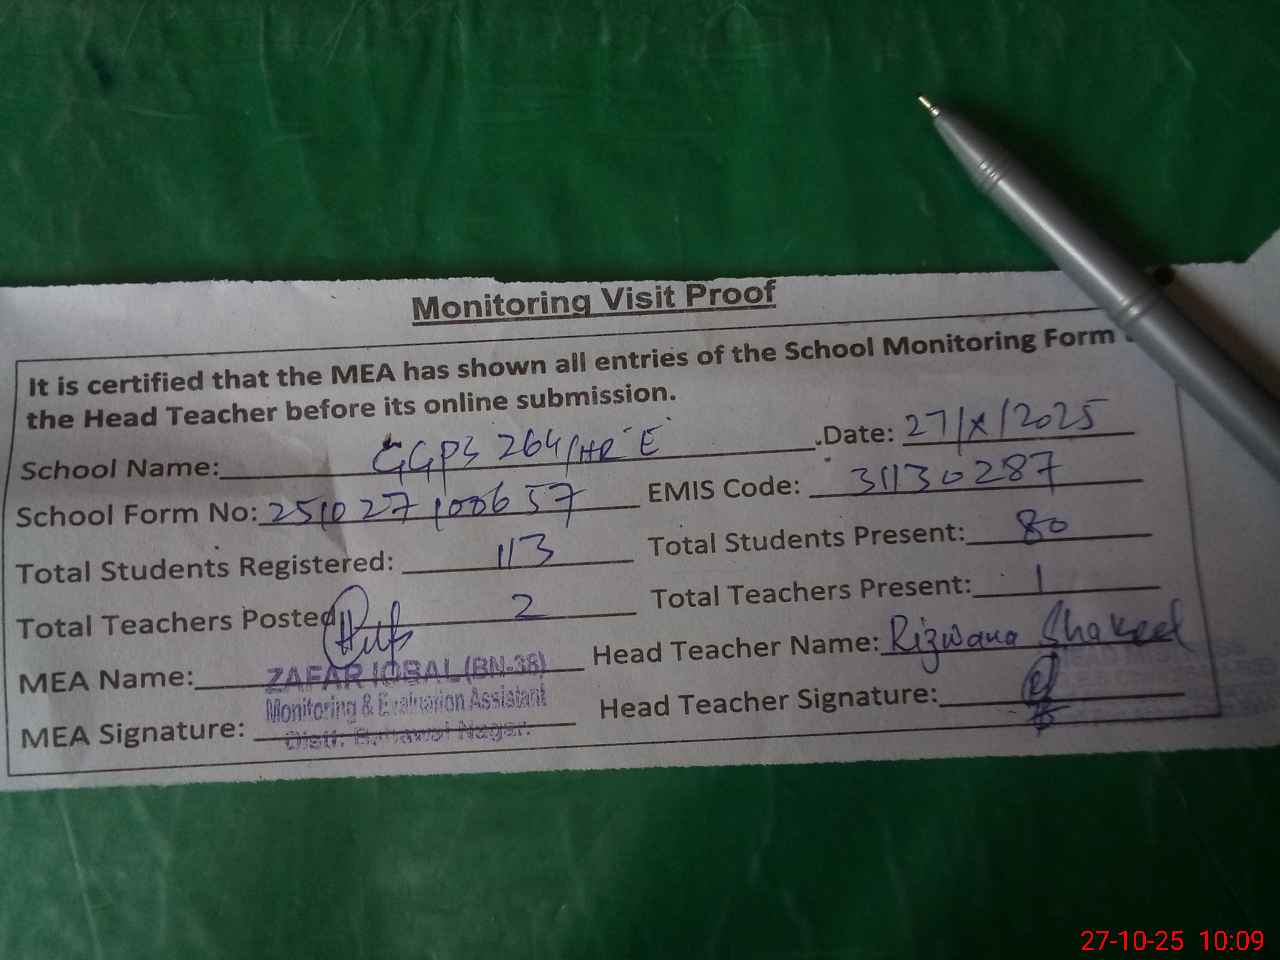 Monitoring Visit Proof
It is certified that the MEA has shown all entries of the School Monitoring Form
the Head Teacher before its online submission.
School Name: GGPS 264/HR E Date: 27/X/2025
School Form No: 251027100657 EMIS Code: 31130287
Total Students Registered: 113 Total Students Present: 80
Total Teachers Posted 2 Total Teachers Present: 1
MEA Name: ZAFAR IQBAL (BN-38) Head Teacher Name: Rizwana Shakeel
Monitoring & Evaluation Assistant
MEA Signature: Distt. Bahawal Nagar. Head Teacher Signature:
27-10-25 10:09